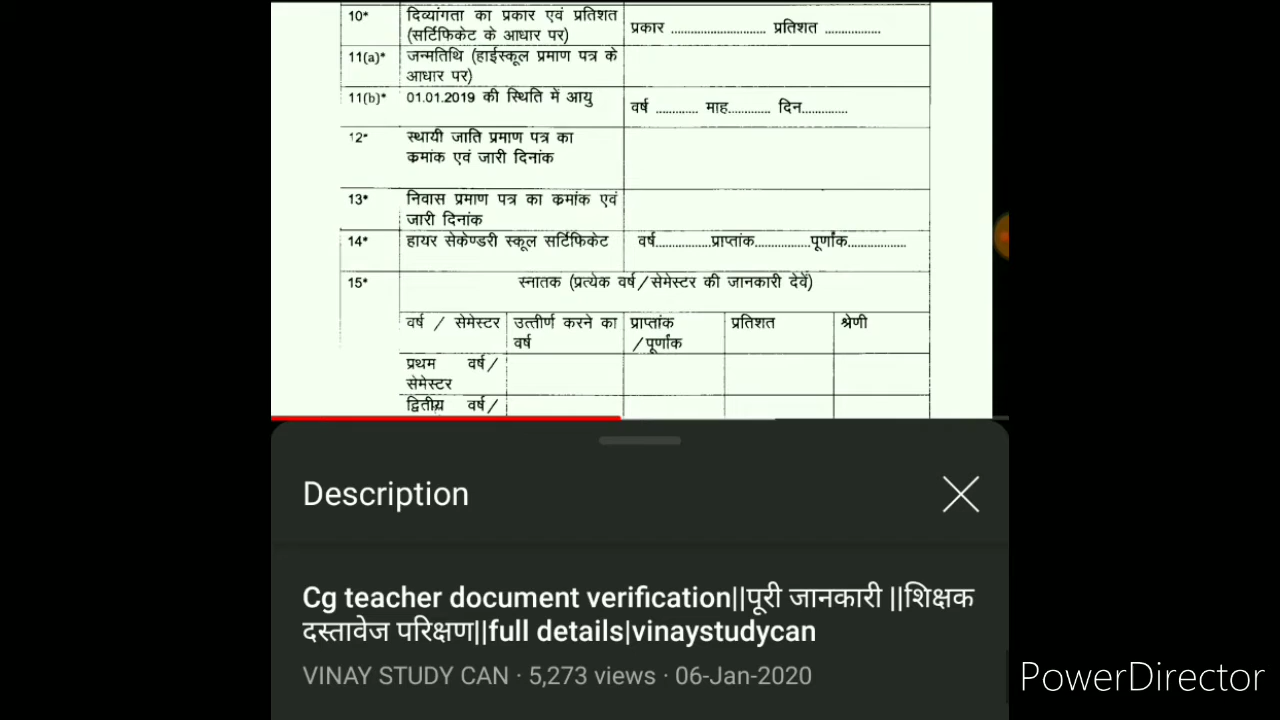 10* दिव्यांगता का प्रकार एवं प्रतिशत
(सर्टिफिकेट के आधार पर) प्रकार ............................ प्रतिशत ................
11(a)* जन्मतिथि (हाईस्कूल प्रमाण पत्र के
आधार पर)
11(b)* 01.01.2019 की स्थिति में आयु
वर्ष ............ माह............ दिन............
12* स्थायी जाति प्रमाण पत्र का
क्रमांक एवं जारी दिनांक
13* निवास प्रमाण पत्र का क्रमांक एवं
जारी दिनांक
14* हायर सेकेण्डरी स्कूल सर्टिफिकेट वर्ष................प्राप्तांक................पूर्णांक................
15* स्नातक (प्रत्येक वर्ष/सेमेस्टर की जानकारी देवें)
वर्ष / सेमेस्टर उत्तीर्ण करने का प्राप्तांक प्रतिशत श्रेणी
वर्ष /पूर्णांक
प्रथम वर्ष/
सेमेस्टर
द्वितीय वर्ष/
Description
Cg teacher document verification||पूरी जानकारी ||शिक्षक
दस्तावेज परिक्षण||full details|vinaystudycan
VINAY STUDY CAN · 5,273 views · 06-Jan-2020
PowerDirector